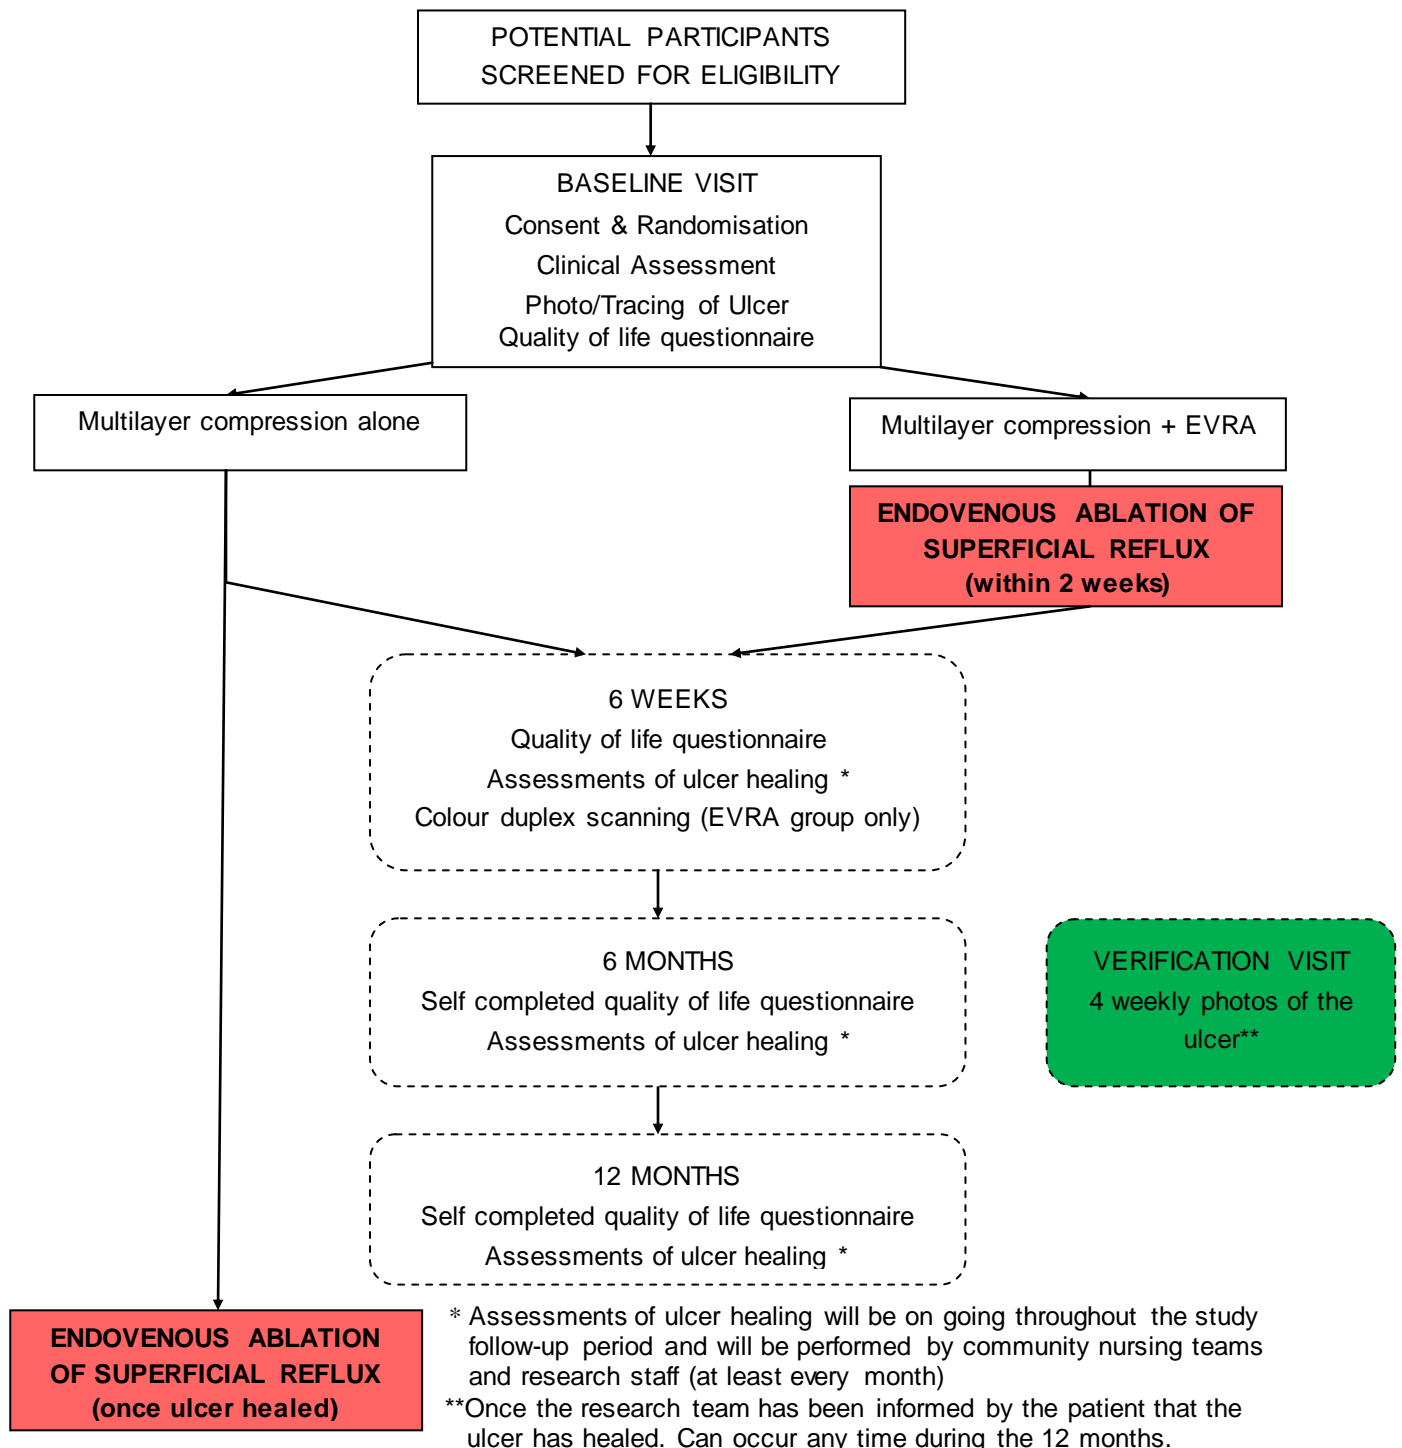 POTENTIAL PARTICIPANTS
SCREENED FOR ELIGIBILITY
BASELINE VISIT
Consent & Randomisation
Clinical Assessment
Photo/Tracing of Ulcer
Quality of life questionnaire
Multilayer compression alone
Multilayer compression + EVRA
ENDOVENOUS ABLATION OF
SUPERFICIAL REFLUX
(within 2 weeks)
6 WEEKS
Quality of life questionnaire
Assessments of ulcer healing *
Colour duplex scanning (EVRA group only)
6 MONTHS
Self completed quality of life questionnaire
Assessments of ulcer healing *
VERIFICATION VISIT
4 weekly photos of the
ulcer**
12 MONTHS
Self completed quality of life questionnaire
Assessments of ulcer healing *
ENDOVENOUS ABLATION
OF SUPERFICIAL REFLUX
(once ulcer healed)
* Assessments of ulcer healing will be on going throughout the study
follow-up period and will be performed by community nursing teams
and research staff (at least every month)
**Once the research team has been informed by the patient that the
ulcer has healed. Can occur any time during the 12 months.